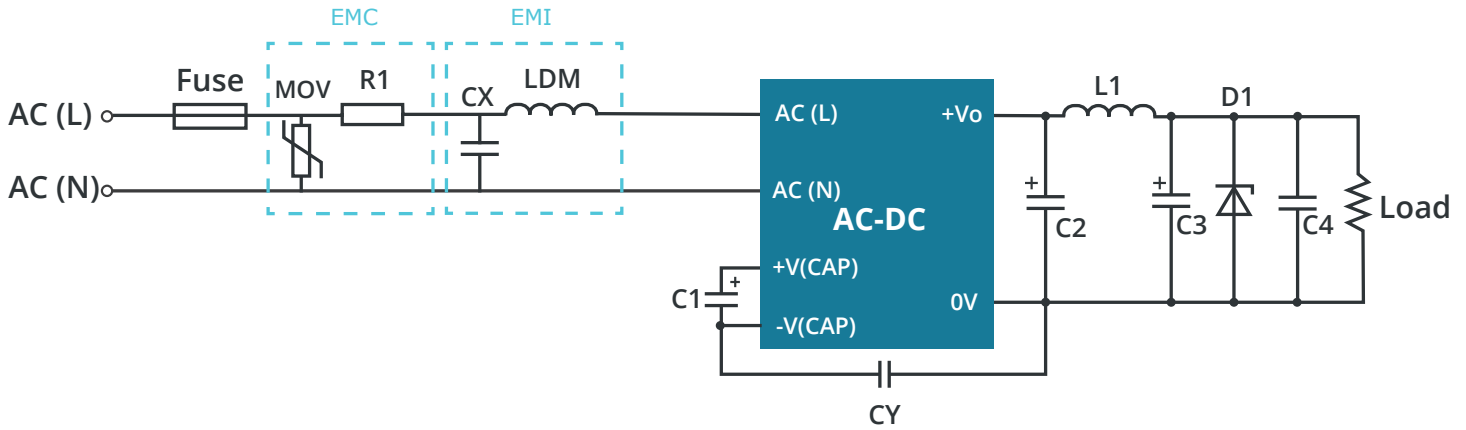 EMC
EMI
Fuse
MOV
R1
CX
LDM
AC (L)
AC (N)
AC (L)
+Vo
AC (N)
AC-DC
+V(CAP)
0V
-V(CAP)
C1
+
CY
L1
D1
+
C2
+
C3
C4
Load